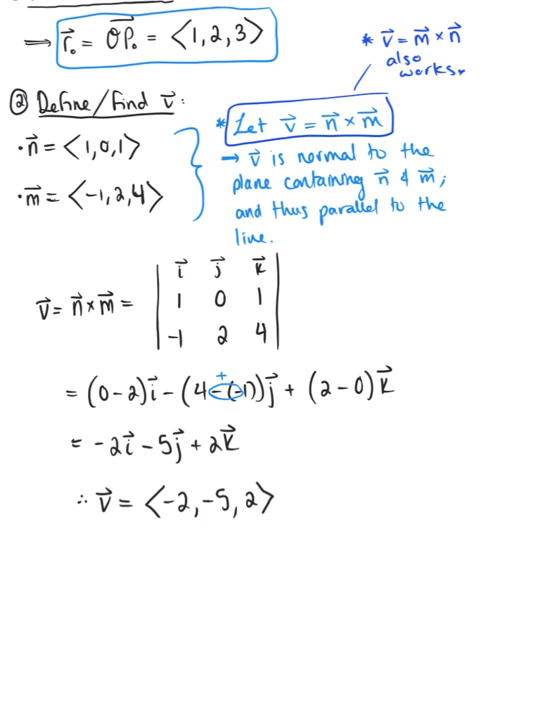 ⟹ r⃗₀ = OP⃗₀ = ⟨1, 2, 3⟩
* v⃗ = m⃗ × n⃗
also
works.
② Define/Find v⃗:
• n⃗ = ⟨1, 0, 1⟩
• m⃗ = ⟨-1, 2, 4⟩
* Let v⃗ = n⃗ × m⃗
→ v⃗ is normal to the
plane containing n⃗ & m⃗;
and thus parallel to the
line.
i⃗ j⃗ k⃗
v⃗ = n⃗ × m⃗ = | 1 0 1 |
-1 2 4
+
= (0 - 2)i⃗ - (4 - (-1))j⃗ + (2 - 0)k⃗
= -2i⃗ - 5j⃗ + 2k⃗
∴ v⃗ = ⟨-2, -5, 2⟩